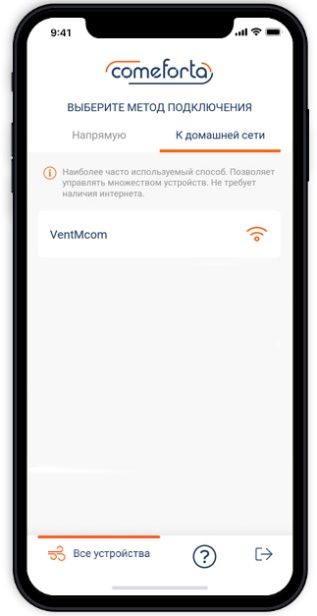 9:41
comeforta
ВЫБЕРИТЕ МЕТОД ПОДКЛЮЧЕНИЯ
Напрямую К домашней сети
Наиболее часто используемый способ. Позволяет
управлять множеством устройств. Не требует
наличия интернета.
VentMcom
Все устройства